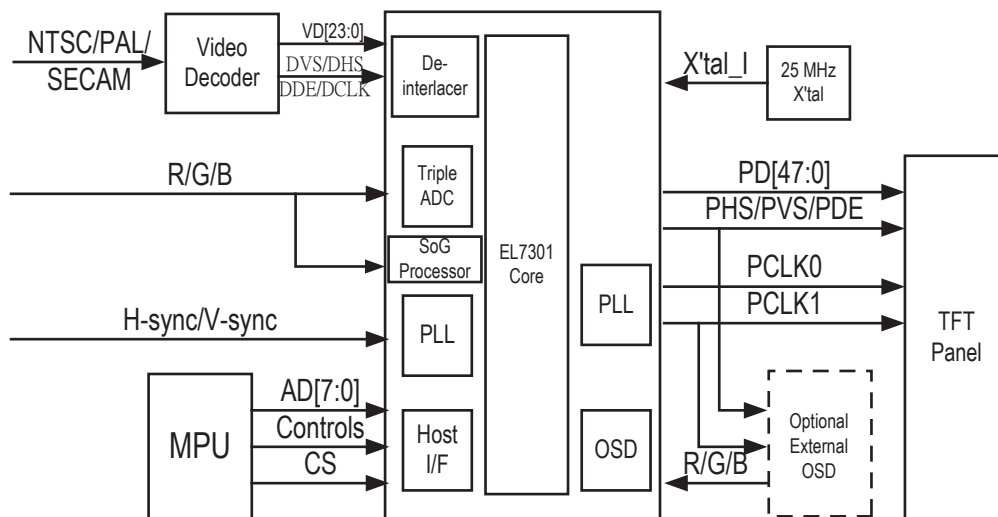 NTSC/PAL/
SECAM
Video
Decoder
VD[23:0]
DVS/DHS
DDE/DCLK
De-
interlacer
X'tal_I
25 MHz
X'tal
R/G/B
Triple
ADC
SoG
Processor
EL7301
Core
PD[47:0]
PHS/PVS/PDE
PCLK0
PCLK1
TFT
Panel
H-sync/V-sync
PLL
PLL
MPU
AD[7:0]
Controls
CS
Host
I/F
OSD
R/G/B
Optional
External
OSD